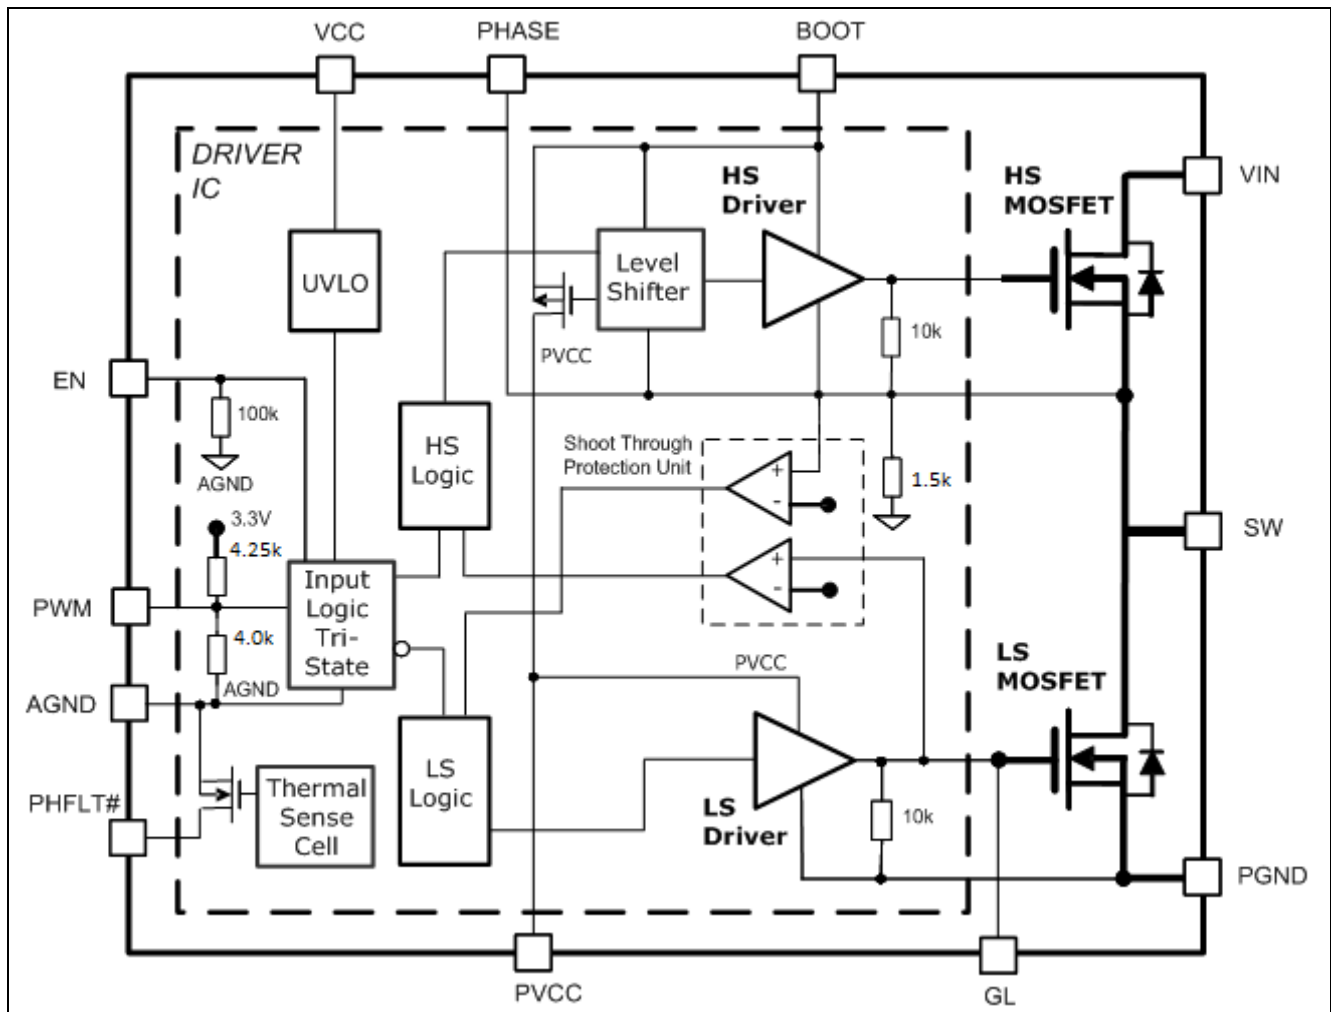 VCC
PHASE
BOOT
DRIVER
IC
HS
Driver
HS
MOSFET
VIN
UVLO
Level
Shifter
10k
PVCC
EN
100k
AGND
HS
Logic
Shoot Through
Protection Unit
+
-
1.5k
3.3V
4.25k
SW
PWM
Input
Logic
Tri-
State
+
-
4.0k
AGND
AGND
PVCC
LS
MOSFET
PHFLT#
Thermal
Sense
Cell
LS
Logic
LS
Driver
10k
PGND
PVCC
GL